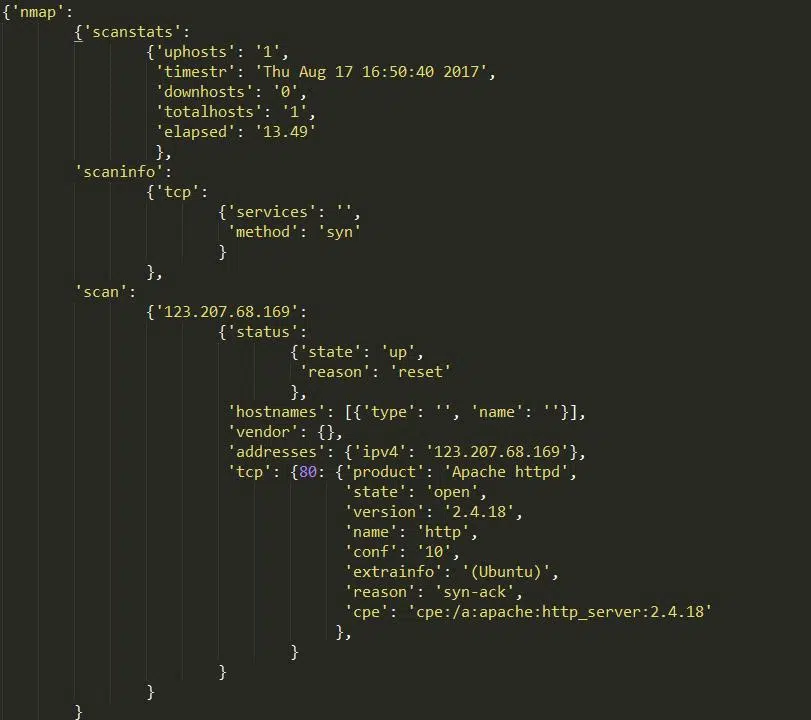 {'nmap':
{'scanstats':
{'uphosts': '1',
'timestr': 'Thu Aug 17 16:50:40 2017',
'downhosts': '0',
'totalhosts': '1',
'elapsed': '13.49'
},
'scaninfo':
{'tcp':
{'services': '',
'method': 'syn'
}
},
'scan':
{'123.207.68.169':
{'status':
{'state': 'up',
'reason': 'reset'
},
'hostnames': [{'type': '', 'name': ''}],
'vendor': {},
'addresses': {'ipv4': '123.207.68.169'},
'tcp': {80: {'product': 'Apache httpd',
'state': 'open',
'version': '2.4.18',
'name': 'http',
'conf': '10',
'extrainfo': '(Ubuntu)',
'reason': 'syn-ack',
'cpe': 'cpe:/a:apache:http_server:2.4.18'
},
}
}
}
}